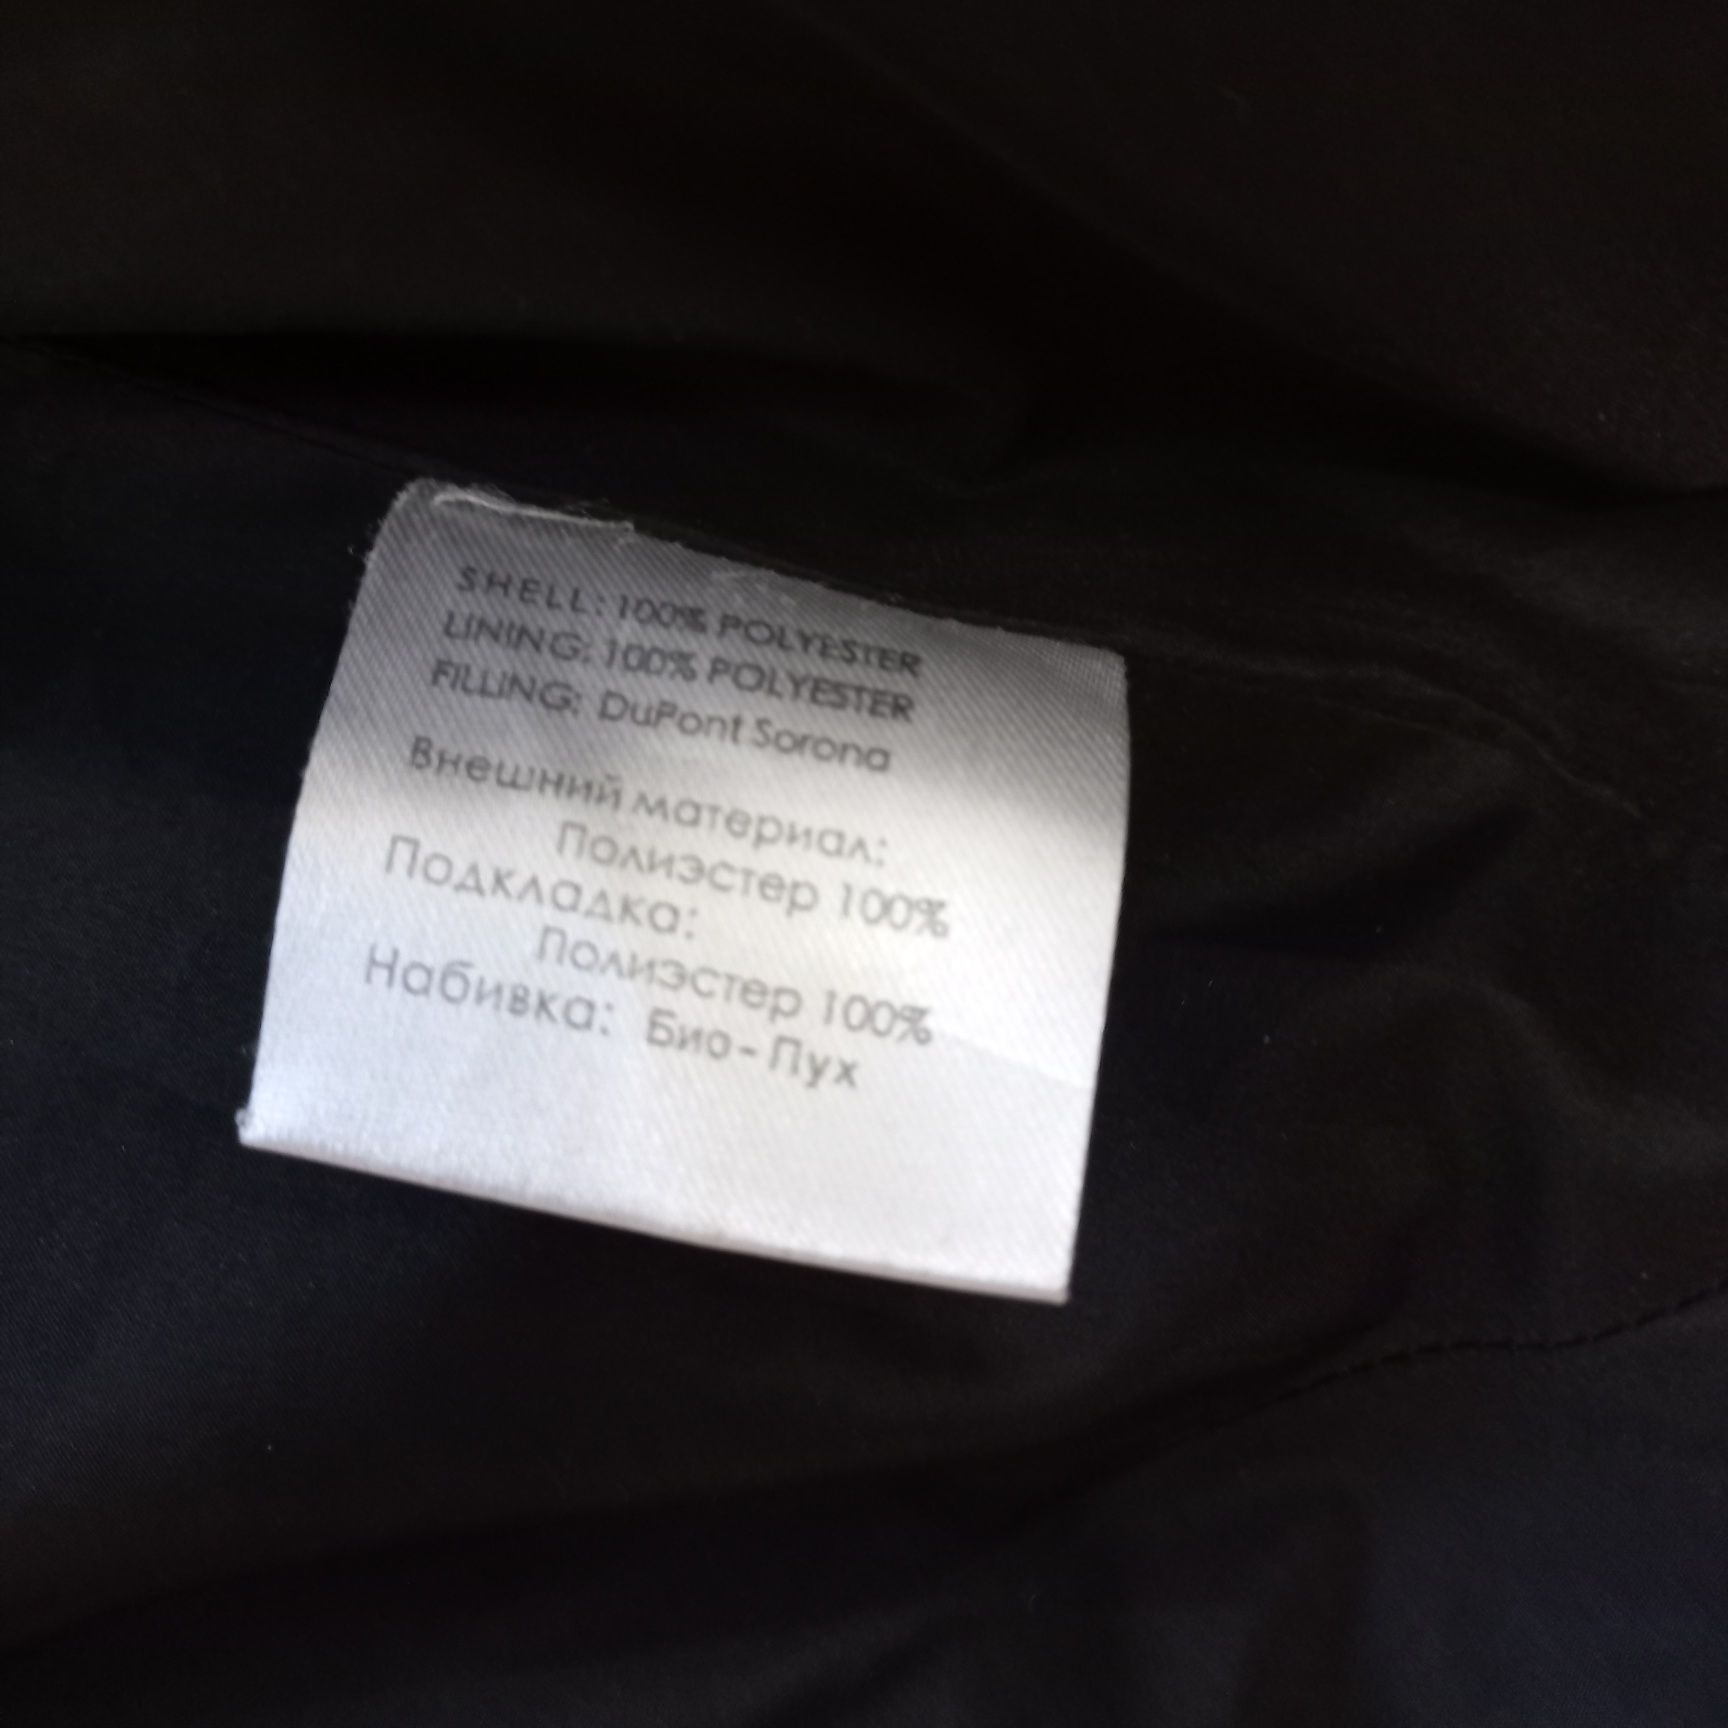 SHELL: 100% POLYESTER
LINING: 100% POLYESTER
FILLING: DuPont Sorona
Внешний материал:
Полиэстер 100%
Подкладка:
Полиэстер 100%
Набивка: Био-Пух